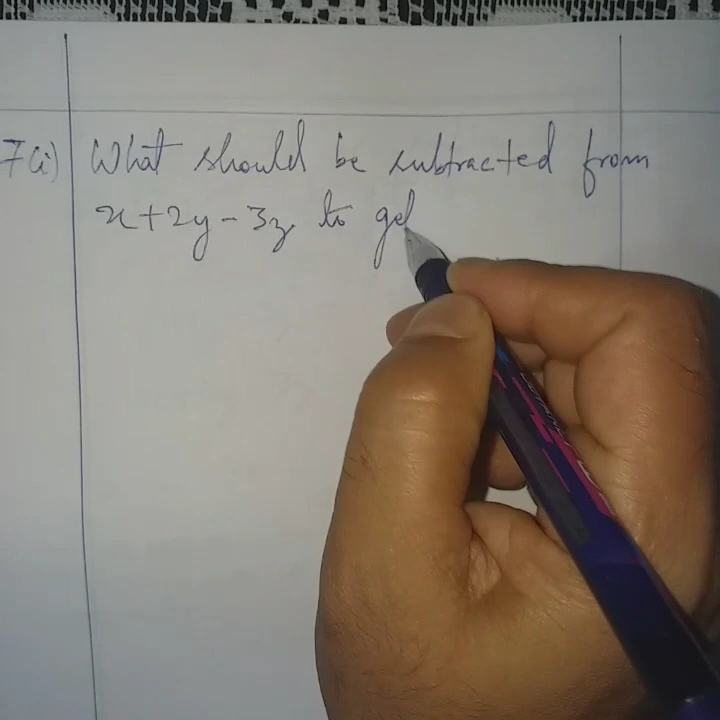 7(i) What should be subtracted from
x+2y-3z to get